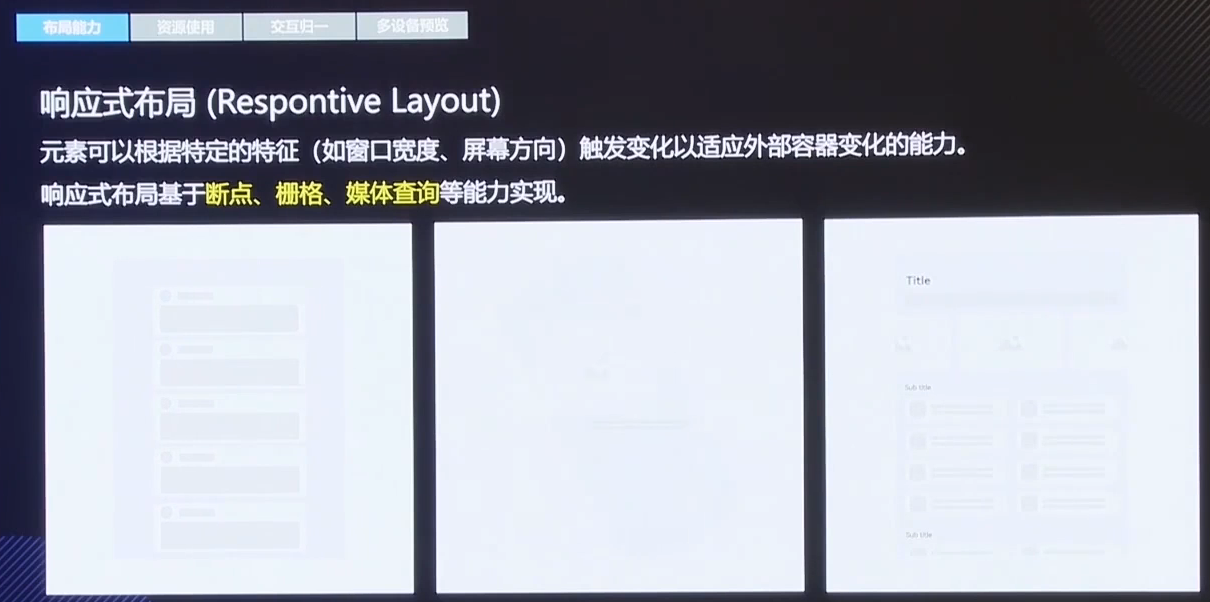 布局能力
资源使用
交互归一
多设备预览
响应式布局 (Respontive Layout)
元素可以根据特定的特征（如窗口宽度、屏幕方向）触发变化以适应外部容器变化的能力。
响应式布局基于断点、栅格、媒体查询等能力实现。
Title
Sub title
Sub title